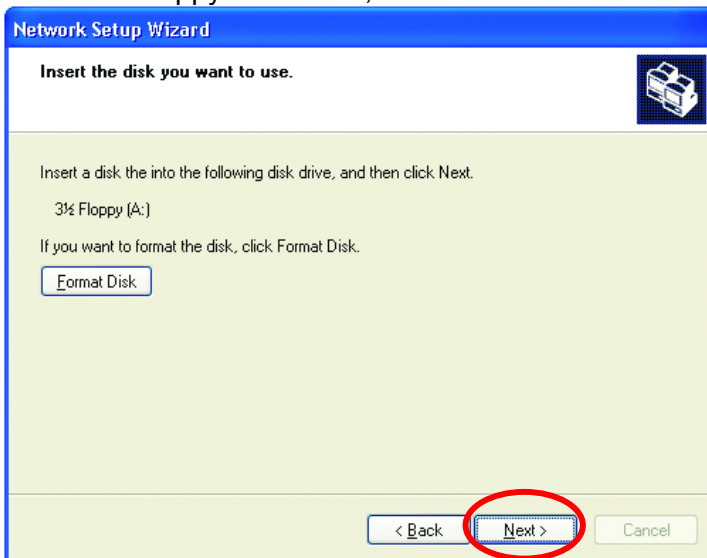 Network Setup Wizard
Insert the disk you want to use.
Insert a disk the into the following disk drive, and then click Next.
3½ Floppy (A:)
If you want to format the disk, click Format Disk.
Format Disk
< Back Next > Cancel